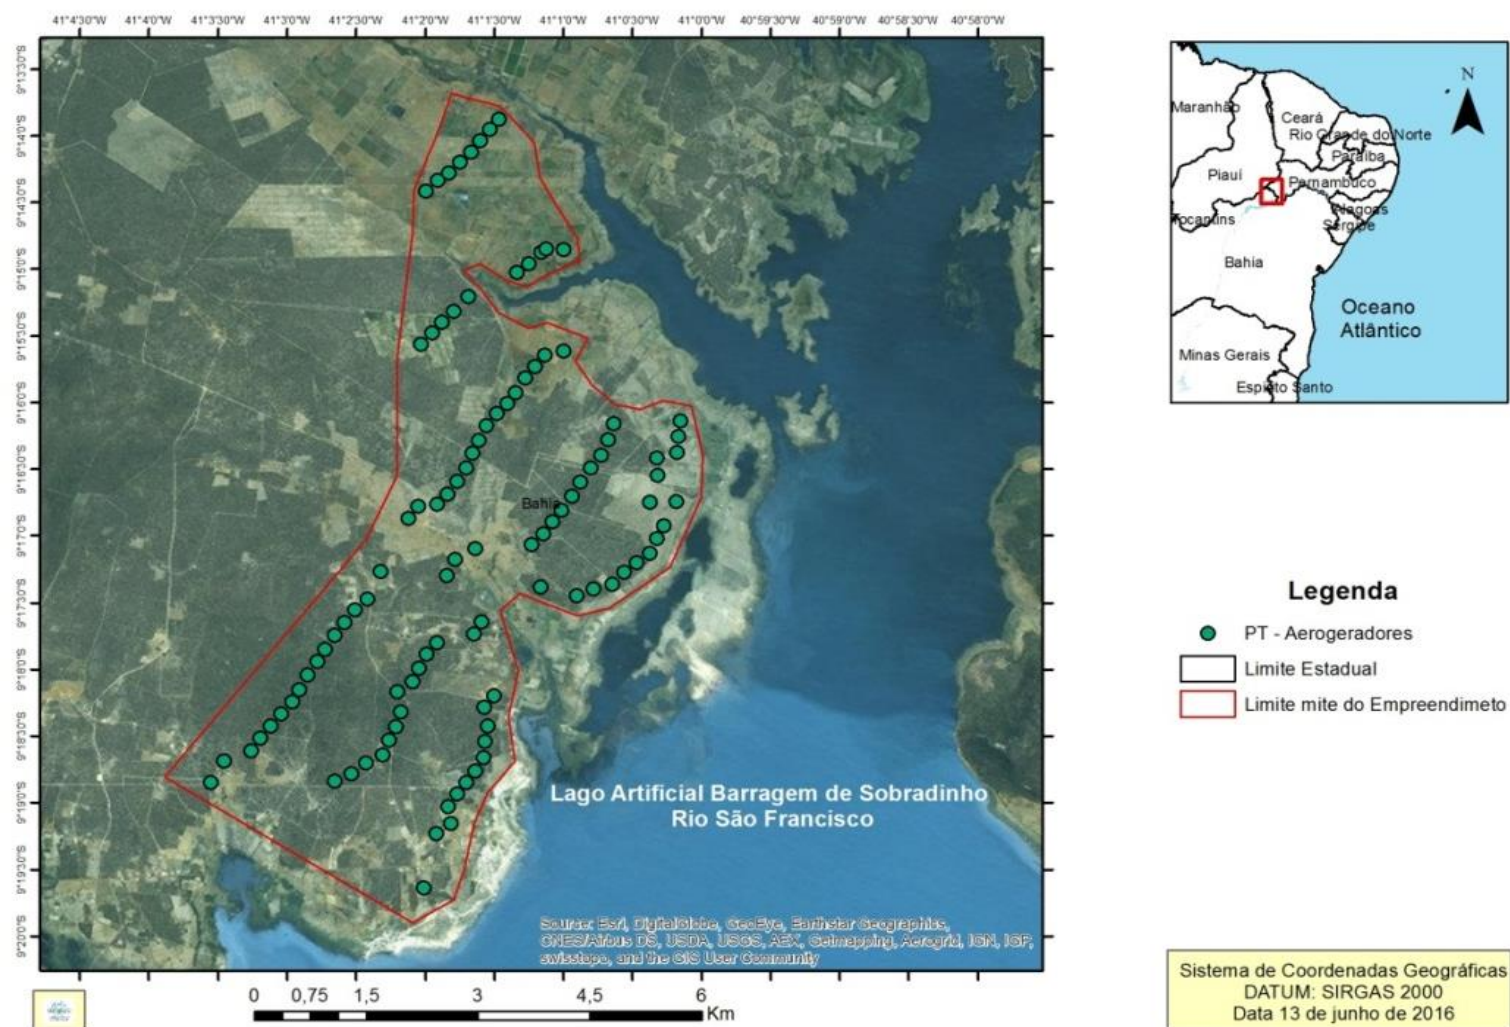 41°4'30"W 41°4'0"W 41°3'30"W 41°3'0"W 41°2'30"W 41°2'0"W 41°1'30"W 41°1'0"W 41°0'30"W 41°0'0"W 40°59'30"W 40°59'0"W 40°58'30"W 40°58'0"W
9°13'30"S
9°14'0"S
9°14'30"S
9°15'0"S
9°15'30"S
9°16'0"S
9°16'30"S
9°17'0"S
9°17'30"S
9°18'0"S
9°18'30"S
9°19'0"S
9°19'30"S
9°20'0"S
Bahia
Lago Artificial Barragem de Sobradinho
Rio São Francisco
Source: Esri, DigitalGlobe, GeoEye, Earthstar Geographics,
CNES/Airbus DS, USDA, USGS, AEX, Getmapping, Aerogrid, IGN, IGP,
swisstopo, and the GIS User Community
0 0,75 1,5 3 4,5 6
Km
N
Maranhão
Ceará
Rio Grande do Norte
Paraiba
Piauí
Pernambuco
Alagoas
Tocantins
Sergipe
Bahia
Oceano
Atlântico
Minas Gerais
Espirito Santo
Legenda
PT - Aerogeradores
Limite Estadual
Limite mite do Empreendimeto
Sistema de Coordenadas Geográficas
DATUM: SIRGAS 2000
Data 13 de junho de 2016